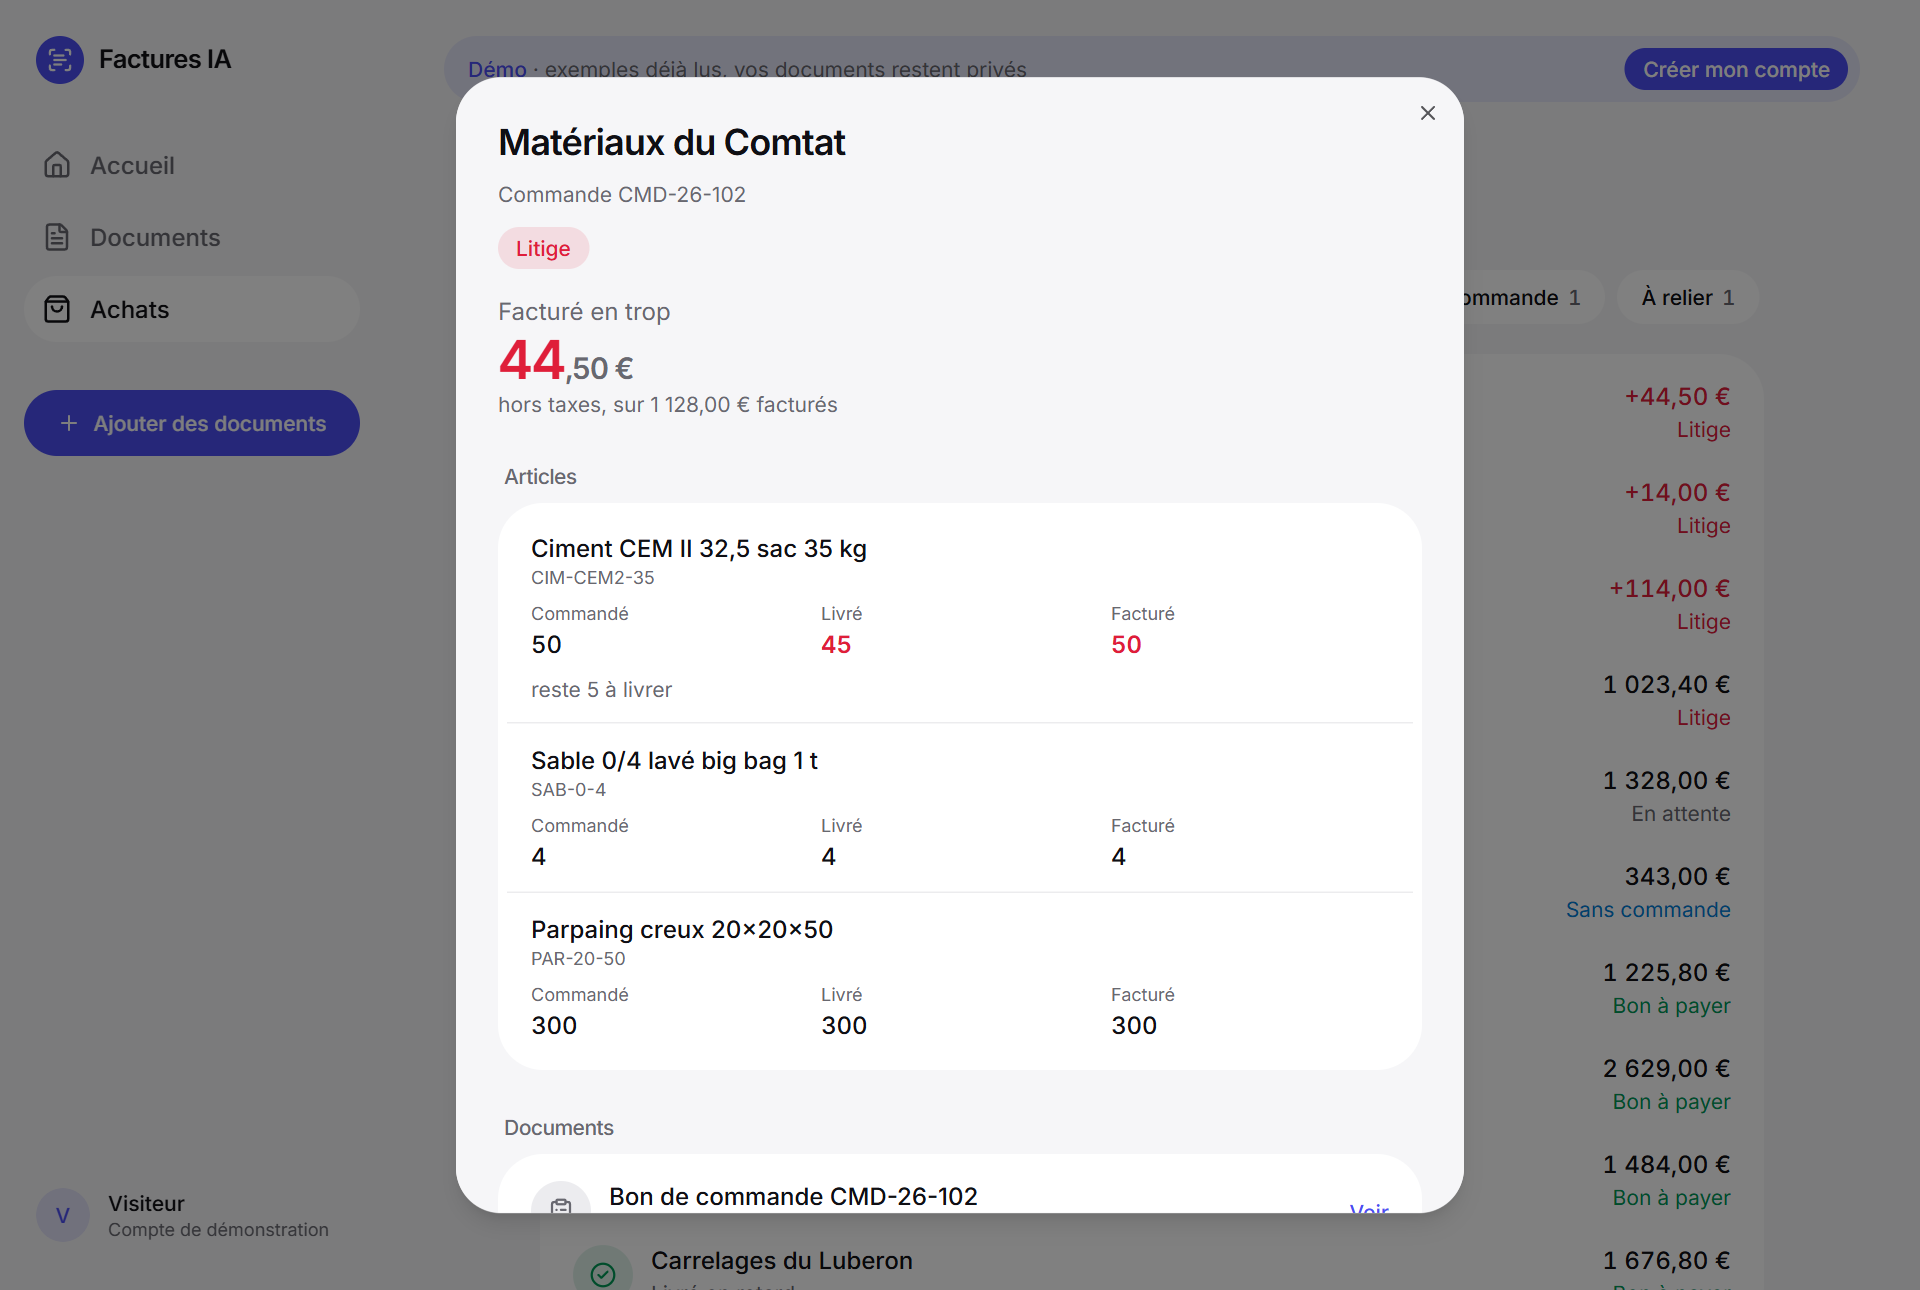 Factures IA
Démo · exemples déjà lus, vos documents restent privés
Créer mon compte
Accueil
Documents
Achats
Ajouter des documents
Visiteur
Compte de démonstration
Matériaux du Comtat
Commande CMD-26-102
Litige
Facturé en trop
44,50 €
hors taxes, sur 1 128,00 € facturés
Articles
Ciment CEM II 32,5 sac 35 kg
CIM-CEM2-35
Commandé Livré Facturé
50 45 50
reste 5 à livrer
Sable 0/4 lavé big bag 1 t
SAB-0-4
Commandé Livré Facturé
4 4 4
Parpaing creux 20×20×50
PAR-20-50
Commandé Livré Facturé
300 300 300
Documents
Bon de commande CMD-26-102
Voir
À relier 1
+44,50 €
Litige
+14,00 €
Litige
+114,00 €
Litige
1 023,40 €
Litige
1 328,00 €
En attente
343,00 €
Sans commande
1 225,80 €
Bon à payer
2 629,00 €
Bon à payer
1 484,00 €
Bon à payer
Carrelages du Luberon
1 676,80 €